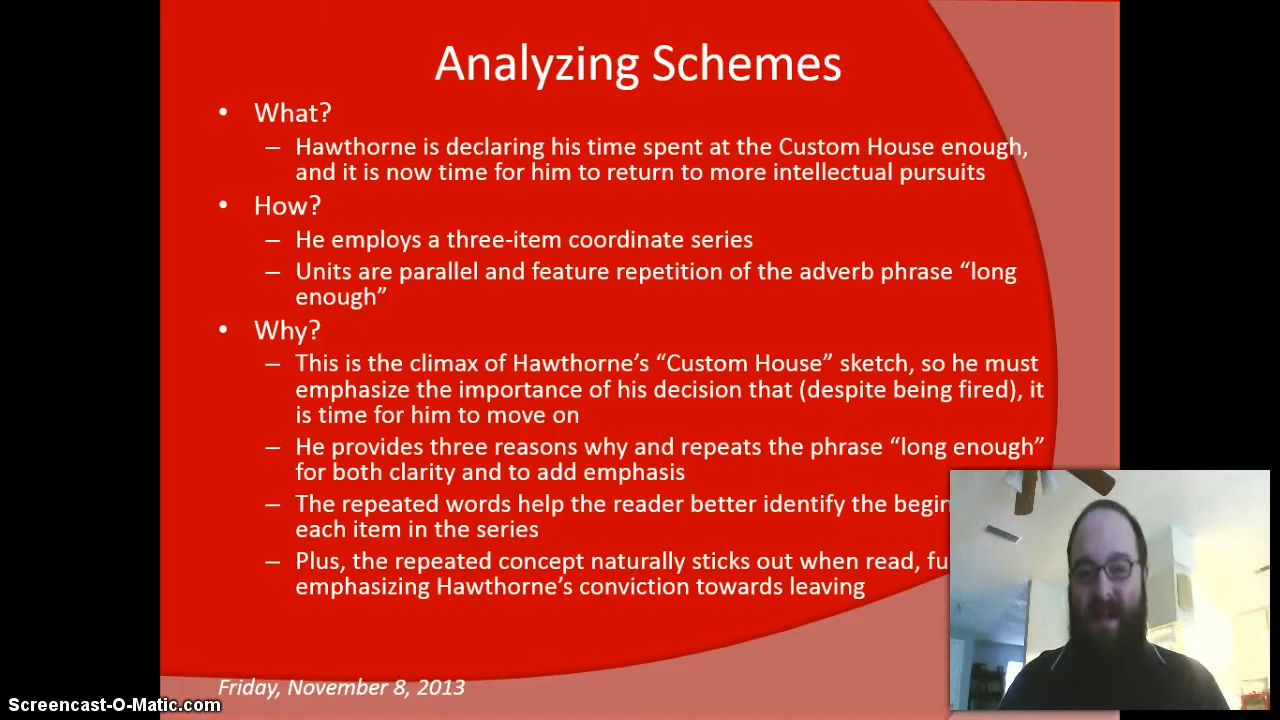 Analyzing Schemes
• What?
– Hawthorne is declaring his time spent at the Custom House enough,
and it is now time for him to return to more intellectual pursuits
• How?
– He employs a three-item coordinate series
– Units are parallel and feature repetition of the adverb phrase “long
enough”
• Why?
– This is the climax of Hawthorne’s “Custom House” sketch, so he must
emphasize the importance of his decision that (despite being fired), it
is time for him to move on
– He provides three reasons why and repeats the phrase “long enough”
for both clarity and to add emphasis
– The repeated words help the reader better identify the
each item in the series
– Plus, the repeated concept naturally sticks out when read,
emphasizing Hawthorne’s conviction towards leaving
Friday, November 8, 2013
Screencast-O-Matic.com